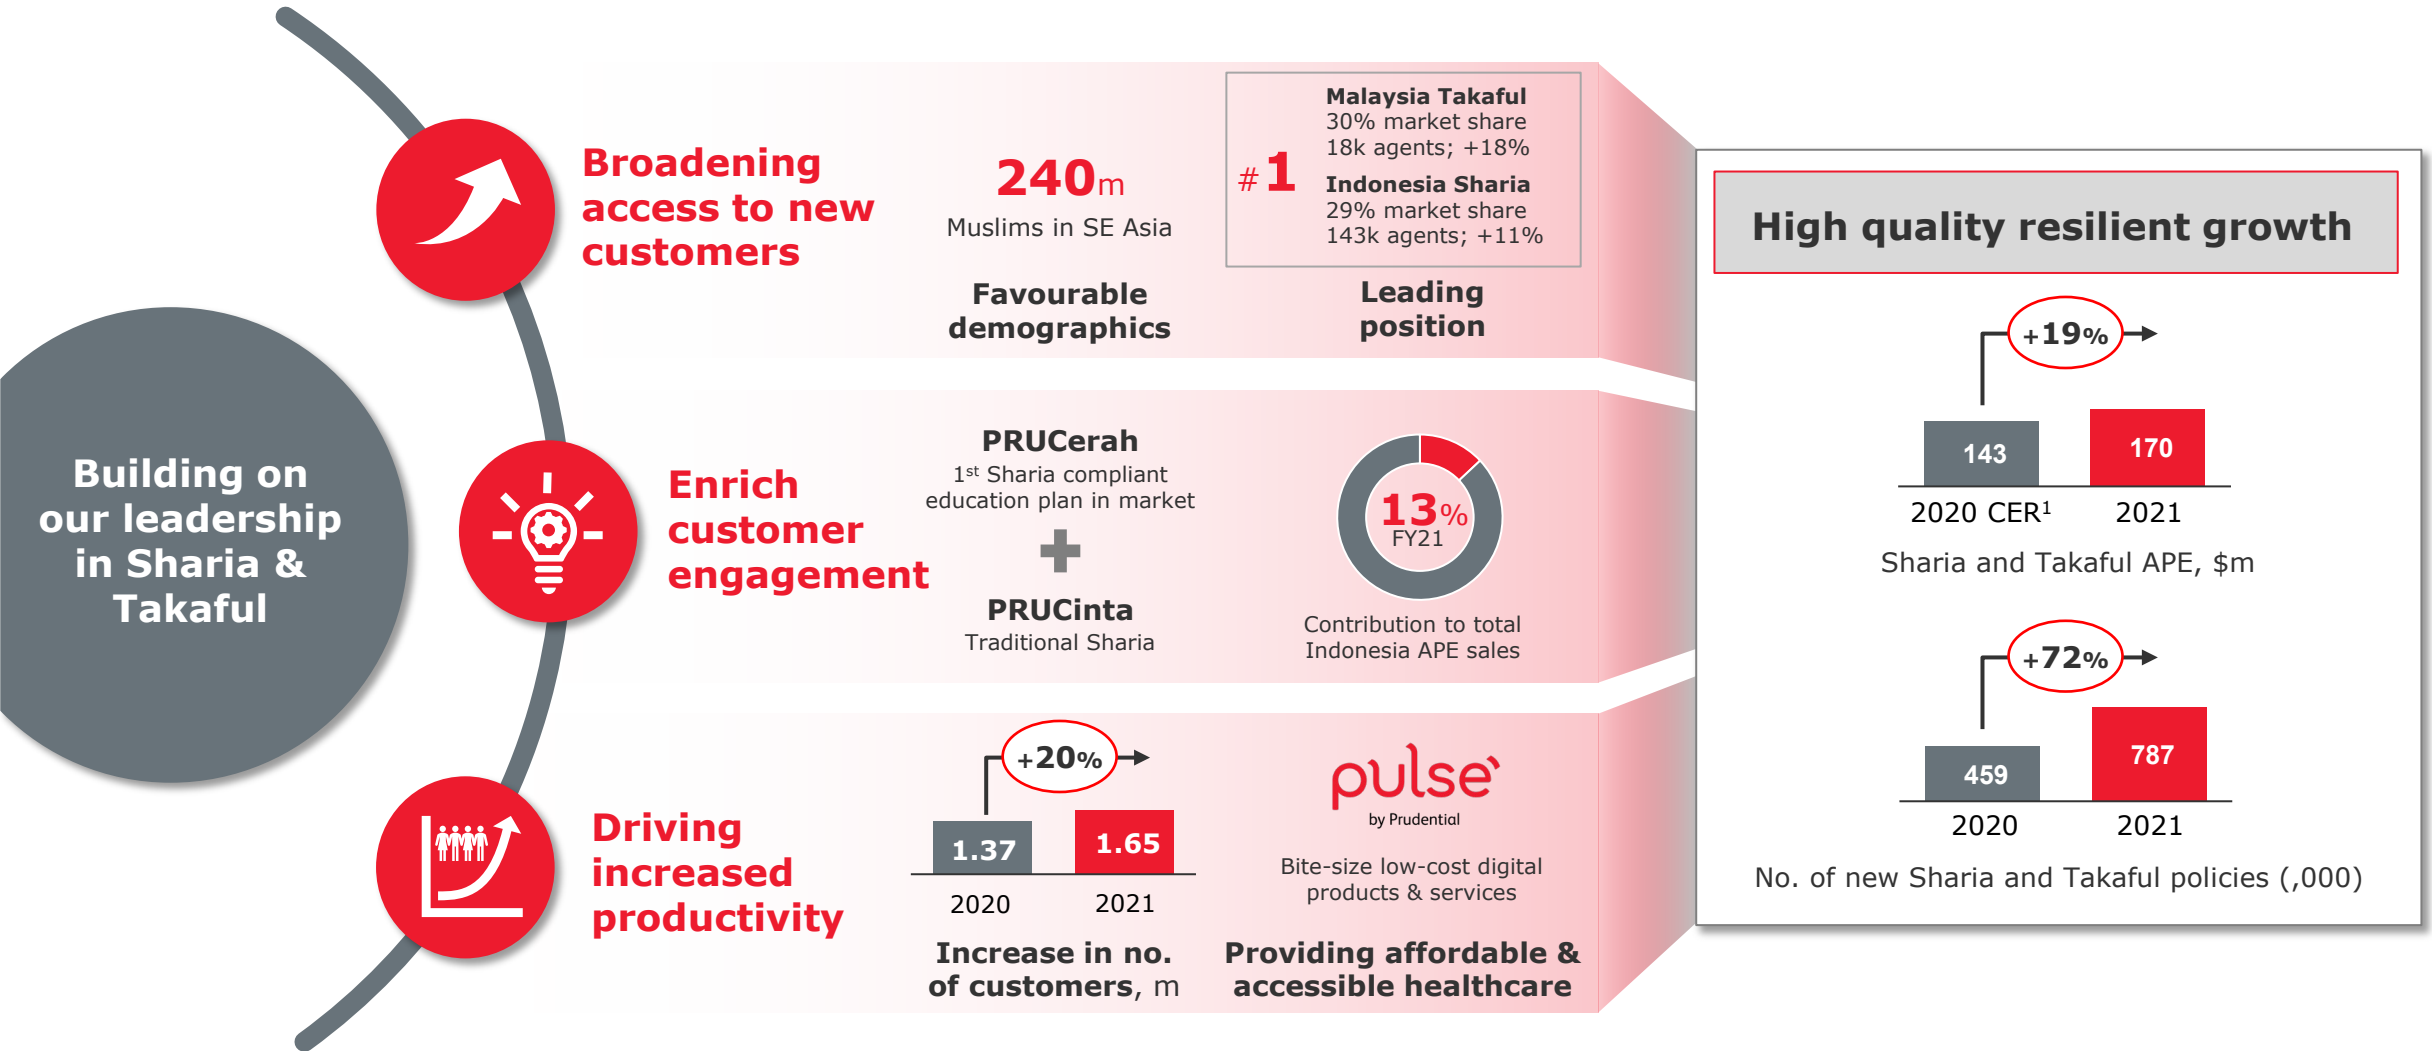 Building on
our leadership
in Sharia &
Takaful
Broadening
access to new
customers
240m
Muslims in SE Asia
Favourable
demographics
#1
Malaysia Takaful
30% market share
18k agents; +18%
Indonesia Sharia
29% market share
143k agents; +11%
Leading
position
Enrich
customer
engagement
PRUCerah
1st Sharia compliant
education plan in market
PRUCinta
Traditional Sharia
13%
FY21
Contribution to total
Indonesia APE sales
Driving
increased
productivity
+20%
1.37
1.65
2020
2021
Increase in no.
of customers, m
pulse
by Prudential
Bite-size low-cost digital
products & services
Providing affordable &
accessible healthcare
High quality resilient growth
+19%
143
170
2020 CER1
2021
Sharia and Takaful APE, $m
+72%
459
787
2020
2021
No. of new Sharia and Takaful policies (,000)